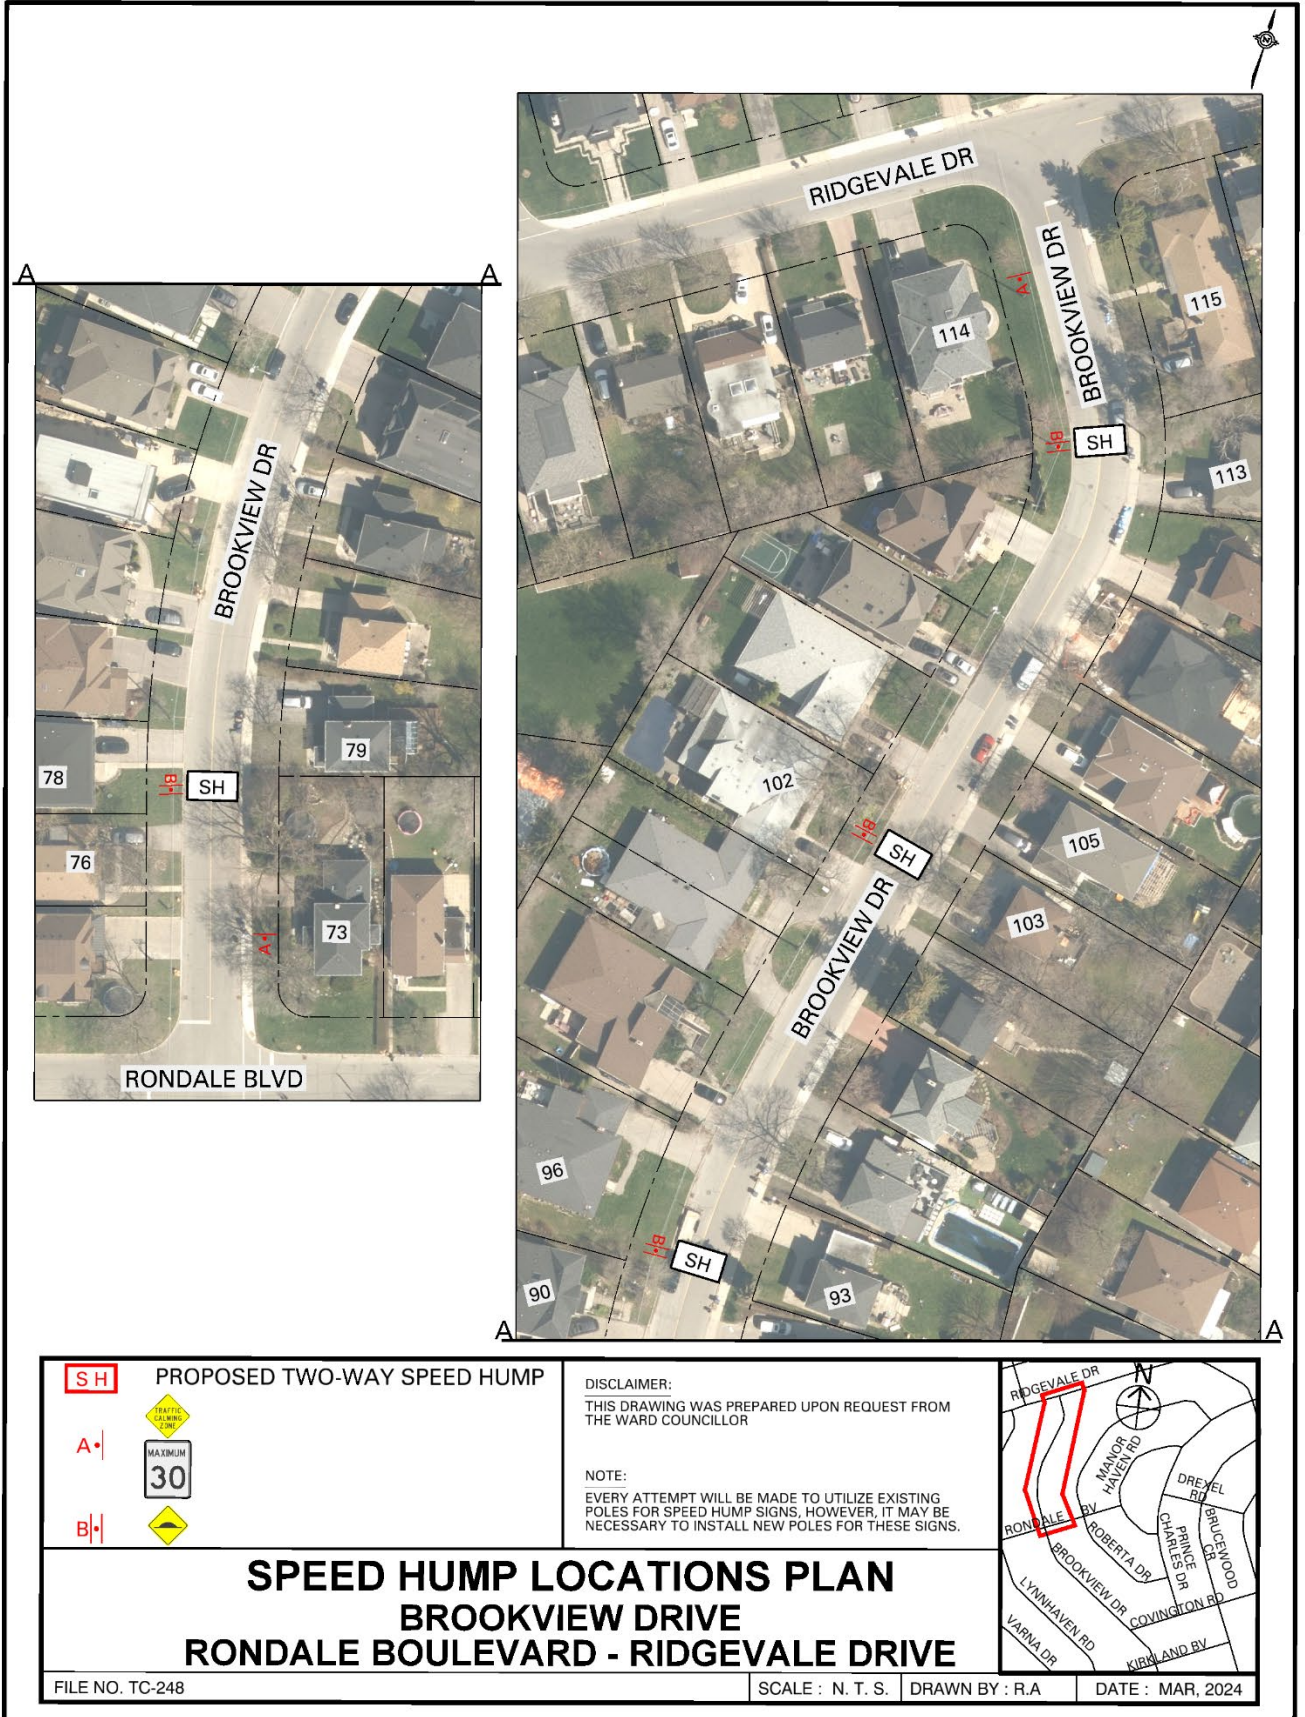 N
RIDGEVALE DR
BROOKVIEW DR
A
115
114
B
SH
113
A A
BROOKVIEW DR
79
78
B
SH
76
73
A
RONDALE BLVD
102
B
SH
105
103
BROOKVIEW DR
96
B
SH
90
93
A A
SH PROPOSED TWO-WAY SPEED HUMP
TRAFFIC
CALMING
ZONE
A
MAXIMUM
30
B
DISCLAIMER:
THIS DRAWING WAS PREPARED UPON REQUEST FROM
THE WARD COUNCILLOR
NOTE:
EVERY ATTEMPT WILL BE MADE TO UTILIZE EXISTING
POLES FOR SPEED HUMP SIGNS, HOWEVER, IT MAY BE
NECESSARY TO INSTALL NEW POLES FOR THESE SIGNS.
N
RIDGEVALE DR
MANOR
HAVEN RD
DREXEL
RD
RONDALE BV
ROBERTA DR
PRINCE
CHARLES DR
BRUCEWOOD
CR
BROOKVIEW DR
COVINGTON RD
LYNNHAVEN RD
VARNA DR
KIRKLAND BV
SPEED HUMP LOCATIONS PLAN
BROOKVIEW DRIVE
RONDALE BOULEVARD - RIDGEVALE DRIVE
FILE NO. TC-248
SCALE : N. T. S.
DRAWN BY : R.A
DATE : MAR, 2024